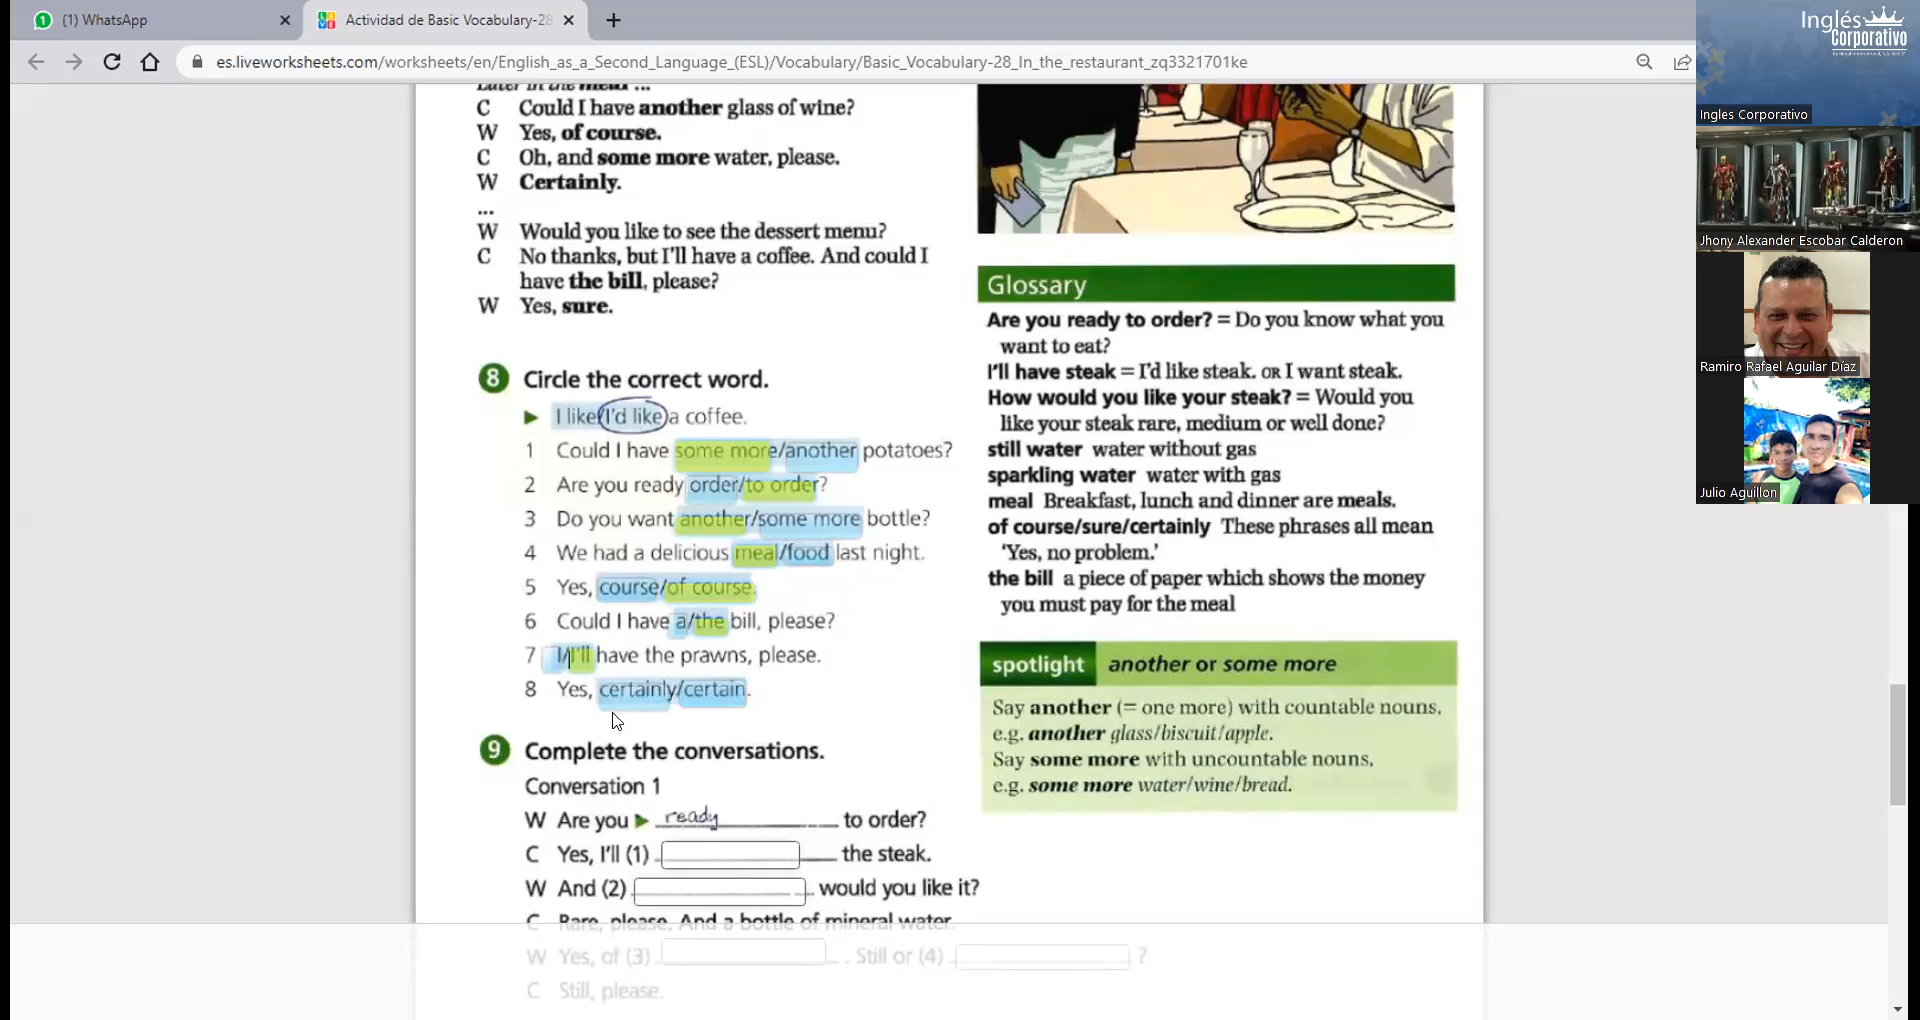 (1) WhatsApp
Actividad de Basic Vocabulary-28
es.liveworksheets.com/worksheets/en/English_as_a_Second_Language_(ESL)/Vocabulary/Basic_Vocabulary-28_In_the_restaurant_zq3321701ke
Later in the meal ...
C Could I have another glass of wine?
W Yes, of course.
C Oh, and some more water, please.
W Certainly.
...
W Would you like to see the dessert menu?
C No thanks, but I'll have a coffee. And could I
have the bill, please?
W Yes, sure.
8 Circle the correct word.
I like/I'd like a coffee.
1 Could I have some more/another potatoes?
2 Are you ready order/to order?
3 Do you want another/some more bottle?
4 We had a delicious meal/food last night.
5 Yes, course/of course.
6 Could I have a/the bill, please?
7 I/I'll have the prawns, please.
8 Yes, certainly/certain.
9 Complete the conversations.
Conversation 1
W Are you ready to order?
C Yes, I'll (1) the steak.
W And (2) would you like it?
C Rare, please. And a bottle of mineral water.
W Yes, of (3) . Still or (4) ?
C Still, please.
Glossary
Are you ready to order? = Do you know what you
want to eat?
I'll have steak = I'd like steak. OR I want steak.
How would you like your steak? = Would you
like your steak rare, medium or well done?
still water water without gas
sparkling water water with gas
meal Breakfast, lunch and dinner are meals.
of course/sure/certainly These phrases all mean
'Yes, no problem.'
the bill a piece of paper which shows the money
you must pay for the meal
spotlight another or some more
Say another (= one more) with countable nouns,
e.g. another glass/biscuit/apple.
Say some more with uncountable nouns,
e.g. some more water/wine/bread.
Inglés
Corporativo
Ingles Corporativo
Jhony Alexander Escobar Calderon
Ramiro Rafael Aguilar Díaz
Julio Aguillon